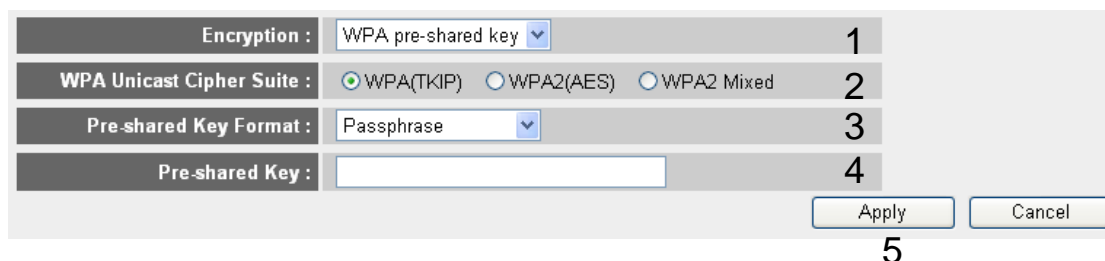 Encryption : WPA pre-shared key 1
WPA Unicast Cipher Suite : WPA(TKIP) WPA2(AES) WPA2 Mixed 2
Pre-shared Key Format : Passphrase 3
Pre-shared Key : 4
Apply Cancel
5